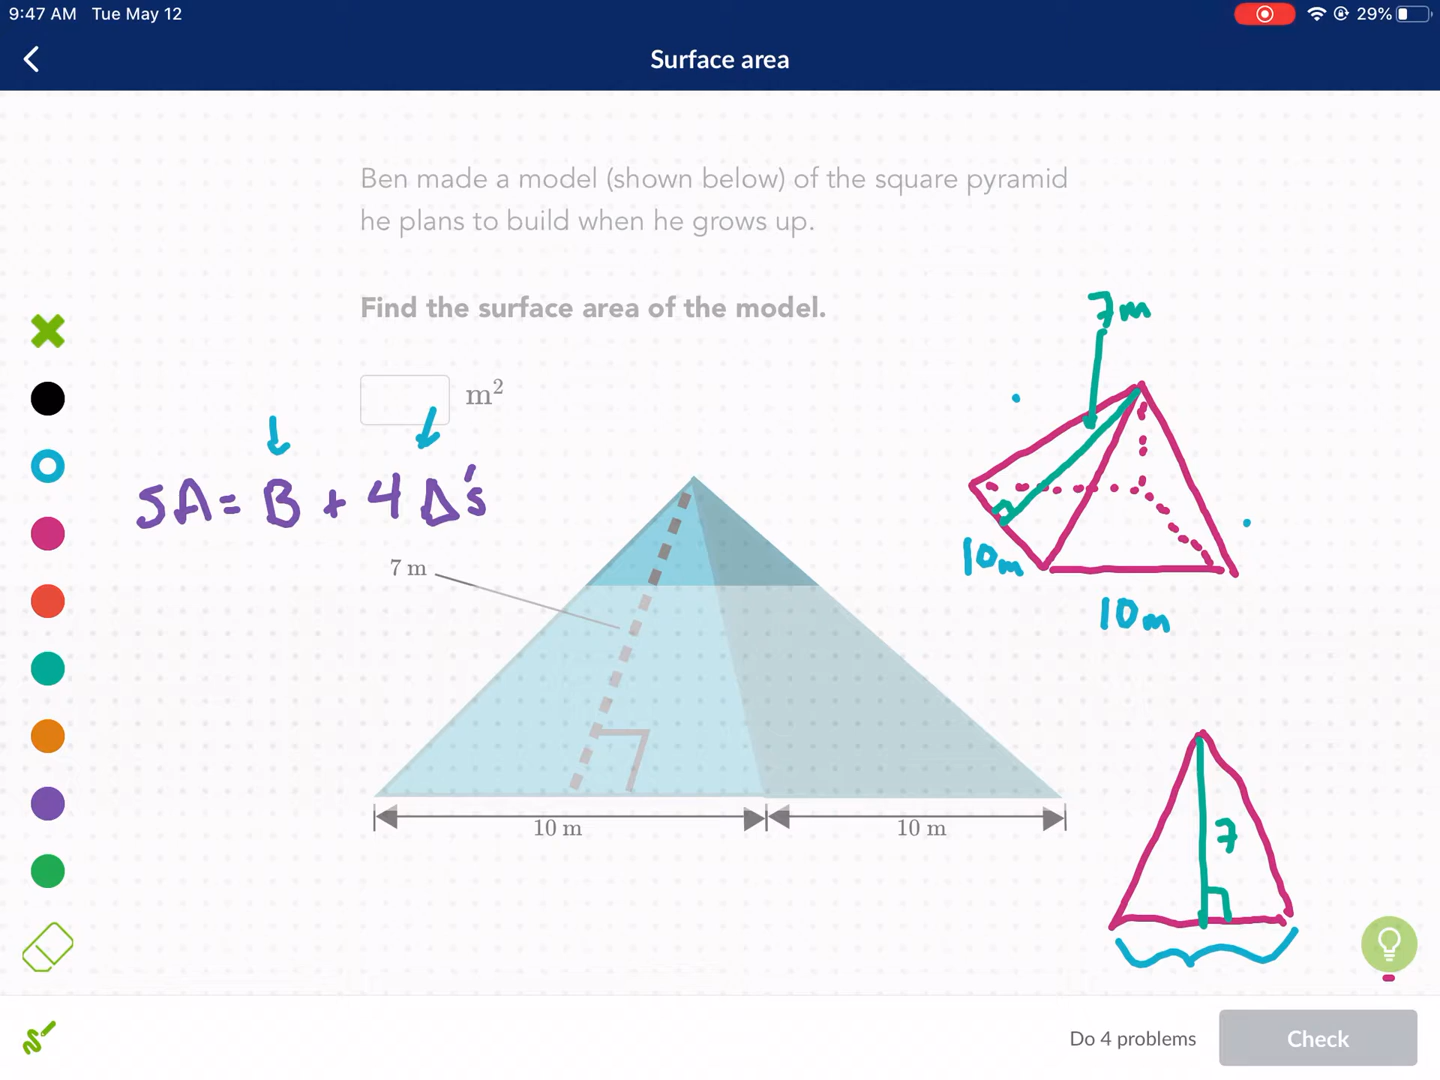 9:47 AM Tue May 12
29%
Surface area
Ben made a model (shown below) of the square pyramid
he plans to build when he grows up.
Find the surface area of the model.
m²
SA = B + 4 Δ's
7 m
10 m
10 m
7m
10m
10m
7
Do 4 problems
Check